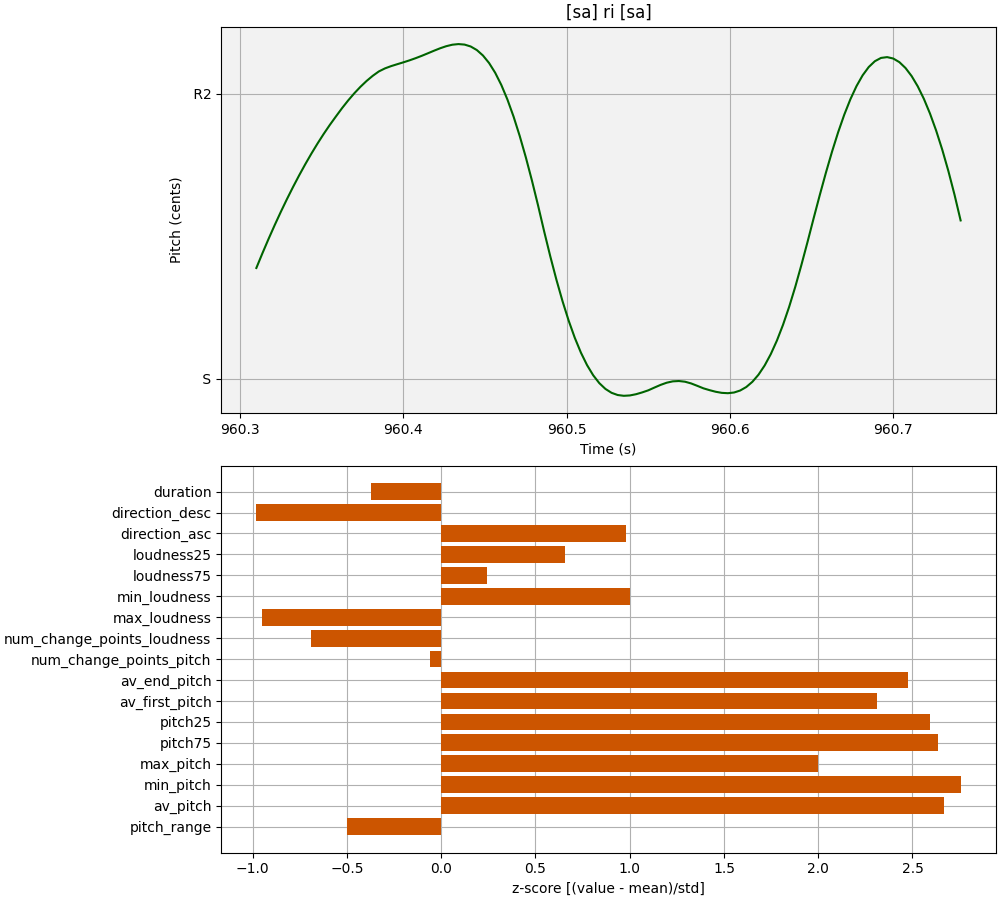 [sa] ri [sa]
Pitch (cents)
R2
S
960.3 960.4 960.5 960.6 960.7
Time (s)
duration
direction_desc
direction_asc
loudness25
loudness75
min_loudness
max_loudness
num_change_points_loudness
num_change_points_pitch
av_end_pitch
av_first_pitch
pitch25
pitch75
max_pitch
min_pitch
av_pitch
pitch_range
−1.0 −0.5 0.0 0.5 1.0 1.5 2.0 2.5
z-score [(value - mean)/std]